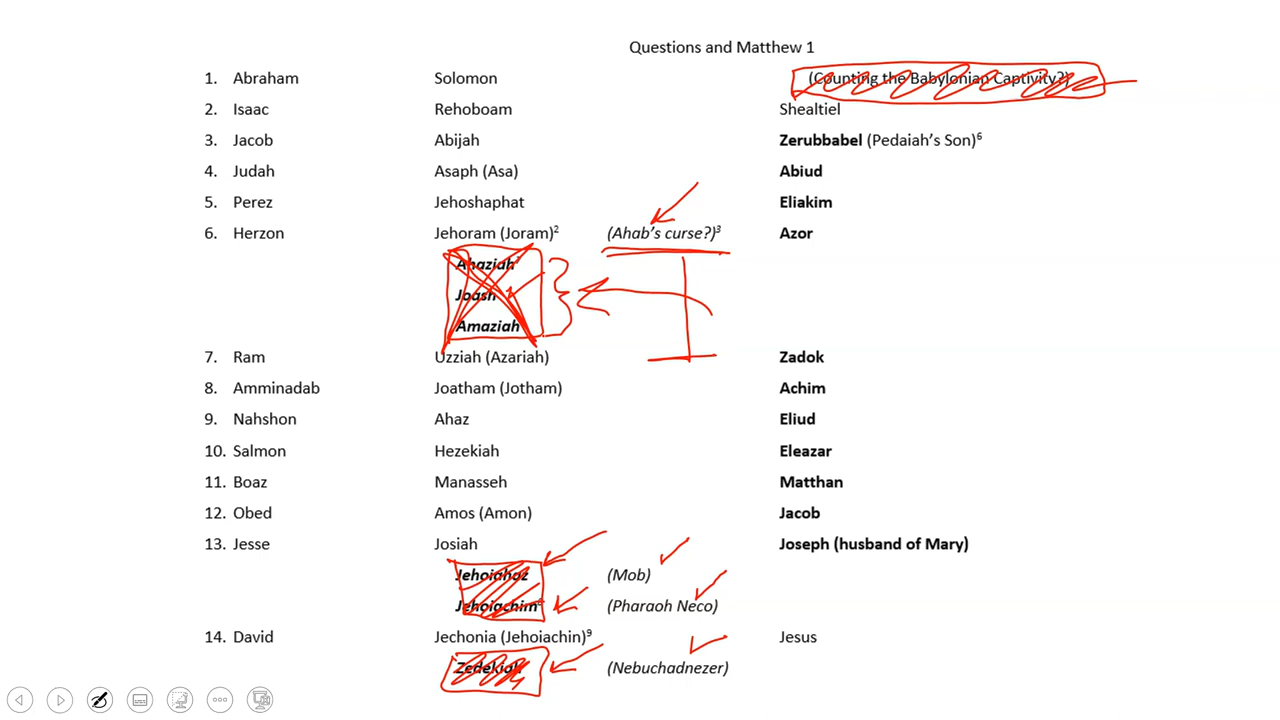 Questions and Matthew 1
1. Abraham Solomon (Counting the Babylonian Captivity?)
2. Isaac Rehoboam Shealtiel
3. Jacob Abijah Zerubbabel (Pedaiah's Son)6
4. Judah Asaph (Asa) Abiud
5. Perez Jehoshaphat Eliakim
6. Herzon Jehoram (Joram)2 (Ahab's curse?)3 Azor
Ahaziah
Joash
Amaziah
7. Ram Uzziah (Azariah) Zadok
8. Amminadab Joatham (Jotham) Achim
9. Nahshon Ahaz Eliud
10. Salmon Hezekiah Eleazar
11. Boaz Manasseh Matthan
12. Obed Amos (Amon) Jacob
13. Jesse Josiah Joseph (husband of Mary)
Jehoiahaz (Mob)
Jehoiachim (Pharaoh Neco)
14. David Jechonia (Jehoiachin)9 Jesus
Zedekiah (Nebuchadnezer)